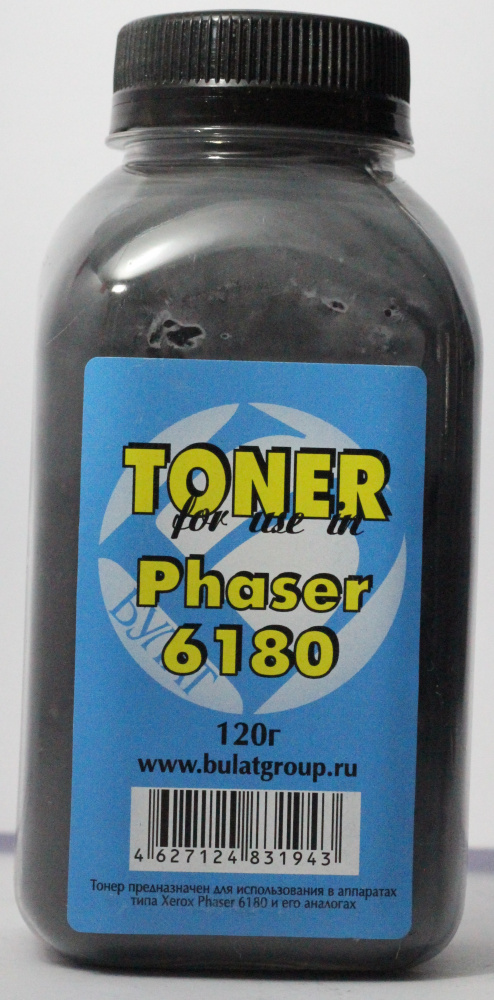 TONER
for use in
Phaser
6180
БУЛАТ
120г
www.bulatgroup.ru
4 627124 831943
Тонер предназначен для использования в аппаратах
типа Xerox Phaser 6180 и его аналогах